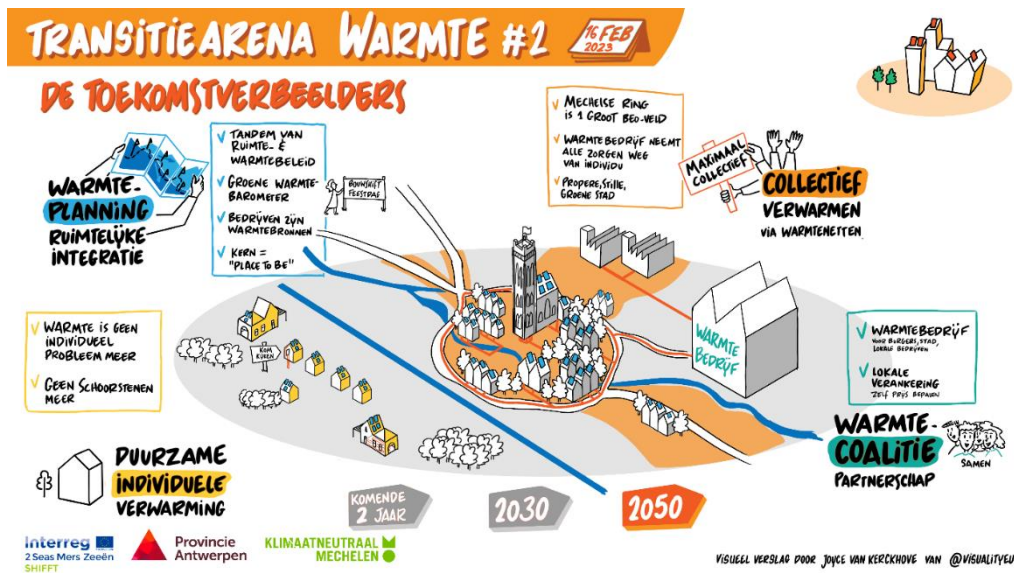 TRANSITIEARENA WARMTE #2
16 FEB
2023
DE TOEKOMSTVERBEELDERS
WARMTE-
PLANNING
RUIMTELIJKE
INTEGRATIE
✓ TANDEM VAN
RUIMTE- &
WARMTEBELEID
✓ GROENE WARMTE-
BAROMETER
✓ BEDRIJVEN ZIJN
WARMTEBRONNEN
✓ KERN =
"PLACE TO BE"
BOUWSHIFT
FEESTDAG
✓ MECHELSE RING
IS 1 GROOT BEO-VELD
✓ WARMTEBEDRIJF NEEMT
ALLE ZORGEN WEG
VAN INDIVIDU
✓ PROPERE, STILLE,
GROENE STAD
MAXIMAAL
COLLECTIEF
COLLECTIEF
VERWARMEN
VIA WARMTENETTEN
✓ WARMTE IS GEEN
INDIVIDUEEL
PROBLEEM MEER
✓ GEEN SCHOORSTENEN
MEER
KOM
KIJKEN
WARMTE
BEDRIJF
✓ WARMTEBEDRIJF
VOOR BURGERS, STAD,
LOKALE BEDRIJVEN
✓ LOKALE
VERANKERING
ZELF PRIJS BEPALEN
WARMTE-
COALITIE
PARTNERSCHAP
SAMEN
DUURZAME
INDIVIDUELE
VERWARMING
KOMENDE
2 JAAR
2030
2050
Interreg
2 Seas Mers Zeeën
SHIFFT
Provincie
Antwerpen
KLIMAATNEUTRAAL
MECHELEN
VISUEEL VERSLAG DOOR JOYCE VAN KERCKHOVE VAN @VISUALITYEU